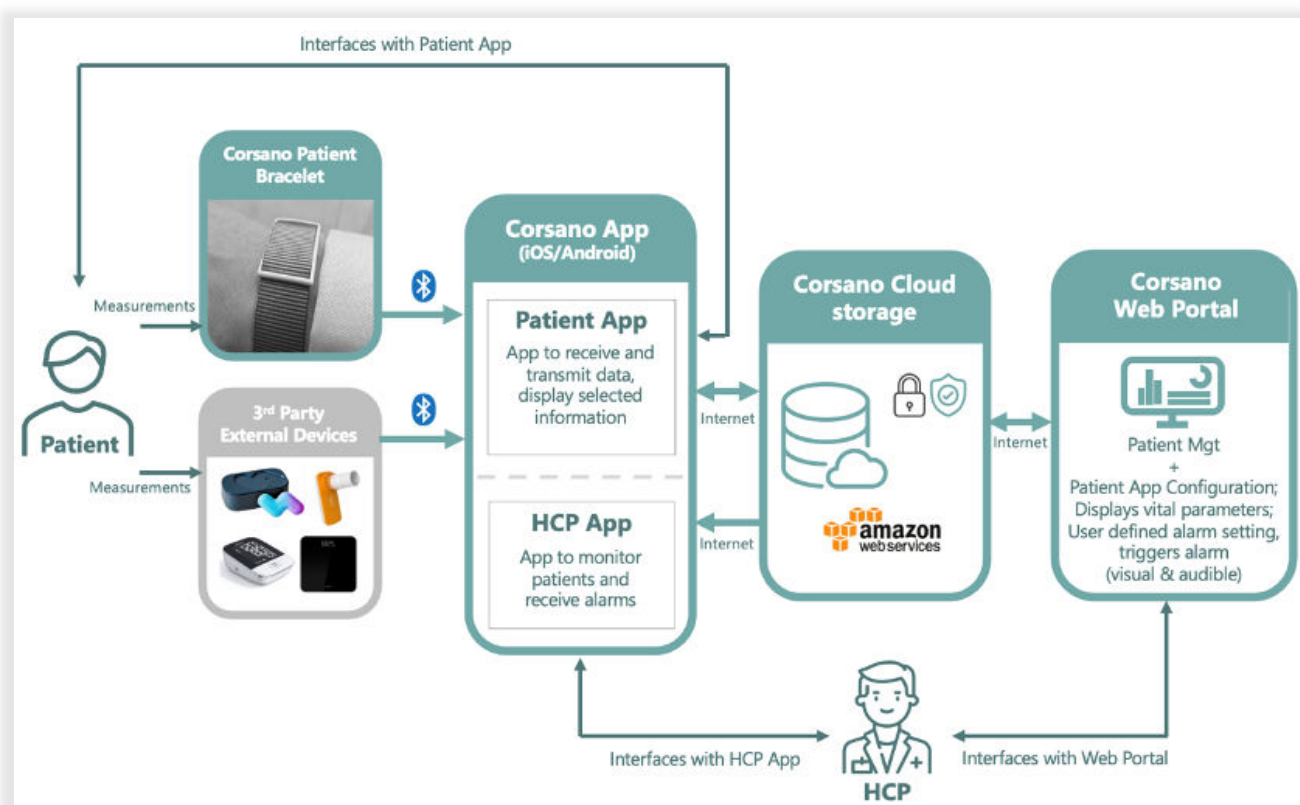 Interfaces with Patient App
Corsano Patient
Bracelet
Measurements
Patient
Measurements
3rd Party
External Devices
Corsano App
(iOS/Android)
Patient App
App to receive and
transmit data,
display selected
information
HCP App
App to monitor
patients and
receive alarms
Internet
Internet
Corsano Cloud
storage
amazon
webservices
Internet
Corsano
Web Portal
Patient Mgt
+
Patient App Configuration;
Displays vital parameters;
User defined alarm setting,
triggers alarm
(visual & audible)
Interfaces with HCP App
HCP
Interfaces with Web Portal